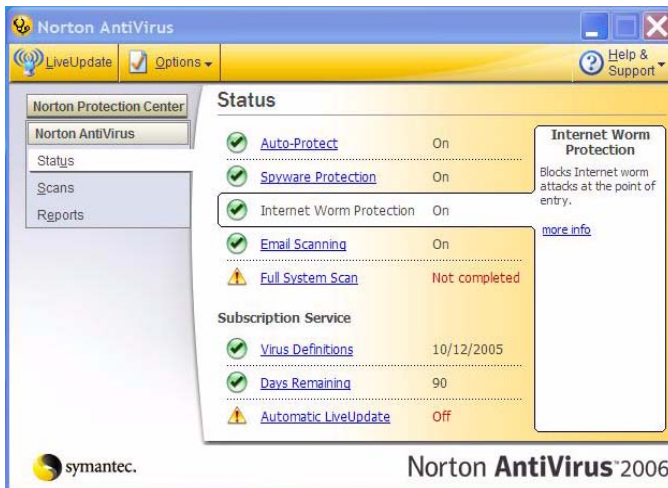 Norton AntiVirus
LiveUpdate Options Help & Support
Norton Protection Center
Norton AntiVirus
Status
Scans
Reports
Status
Auto-Protect On
Spyware Protection On
Internet Worm Protection On
Email Scanning On
Full System Scan Not completed
Subscription Service
Virus Definitions 10/12/2005
Days Remaining 90
Automatic LiveUpdate Off
Internet Worm
Protection
Blocks Internet worm
attacks at the point of
entry.
more info
symantec.
Norton AntiVirus 2006